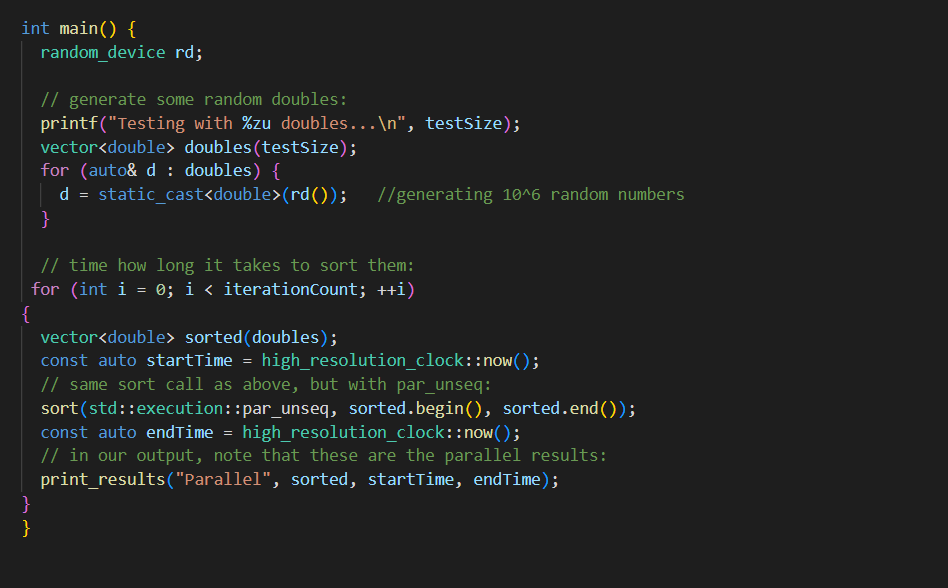 int main() {
  random_device rd;

  // generate some random doubles:
  printf("Testing with %zu doubles...\n", testSize);
  vector<double> doubles(testSize);
  for (auto& d : doubles) {
    d = static_cast<double>(rd());   //generating 10^6 random numbers
  }

  // time how long it takes to sort them:
 for (int i = 0; i < iterationCount; ++i)
{
  vector<double> sorted(doubles);
  const auto startTime = high_resolution_clock::now();
  // same sort call as above, but with par_unseq:
  sort(std::execution::par_unseq, sorted.begin(), sorted.end());
  const auto endTime = high_resolution_clock::now();
  // in our output, note that these are the parallel results:
  print_results("Parallel", sorted, startTime, endTime);
}
}